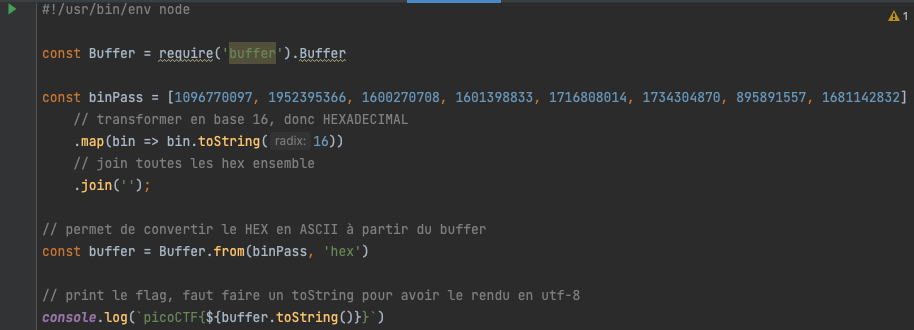 #!/usr/bin/env node
1
const Buffer = require('buffer').Buffer
const binPass = [1096770097, 1952395366, 1600270708, 1601398833, 1716808014, 1734304870, 895891557, 1681142832]
// transformer en base 16, donc HEXADECIMAL
.map(bin => bin.toString( radix: 16))
// join toutes les hex ensemble
.join('');
// permet de convertir le HEX en ASCII à partir du buffer
const buffer = Buffer.from(binPass, 'hex')
// print le flag, faut faire un toString pour avoir le rendu en utf-8
console.log(`picoCTF{${buffer.toString()}}`)